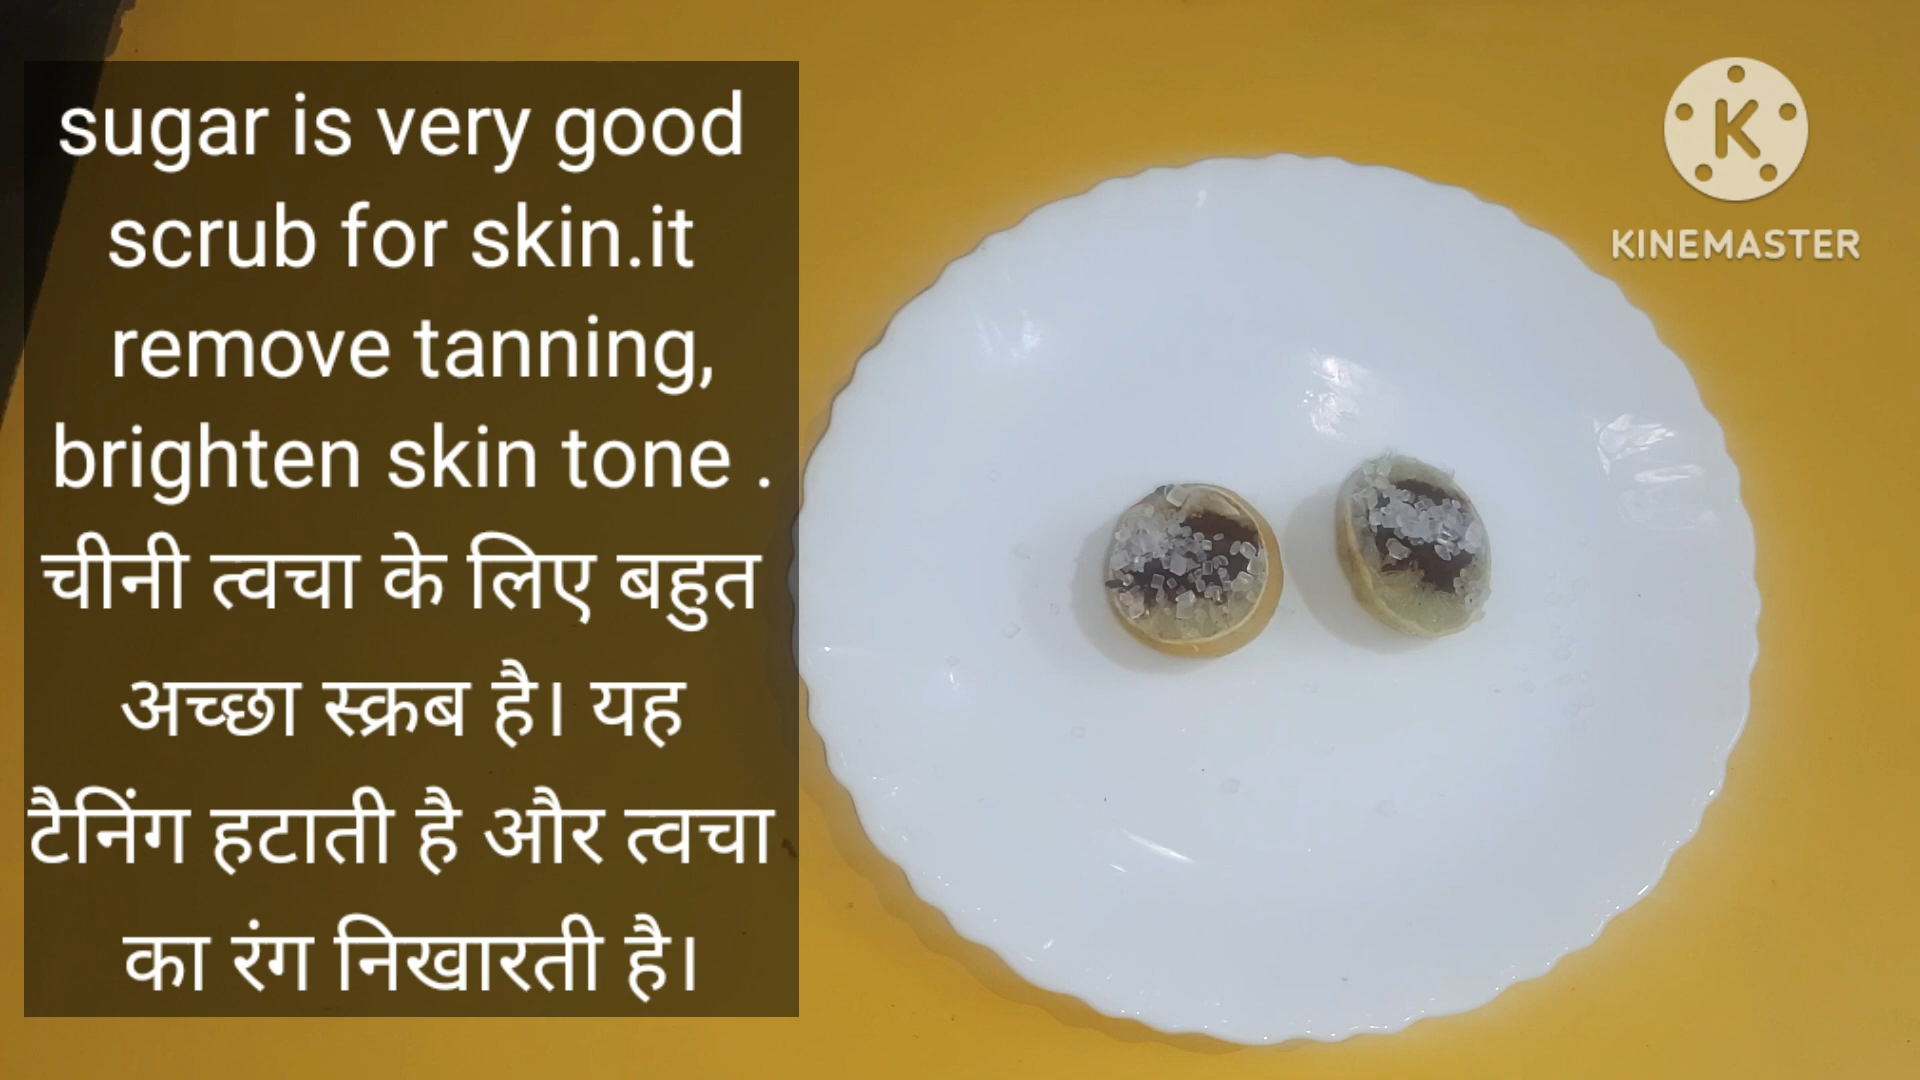 sugar is very good
scrub for skin.it
remove tanning,
brighten skin tone .
चीनी त्वचा के लिए बहुत
अच्छा स्क्रब है। यह
टैनिंग हटाती है और त्वचा
का रंग निखारती है।
K
KINEMASTER